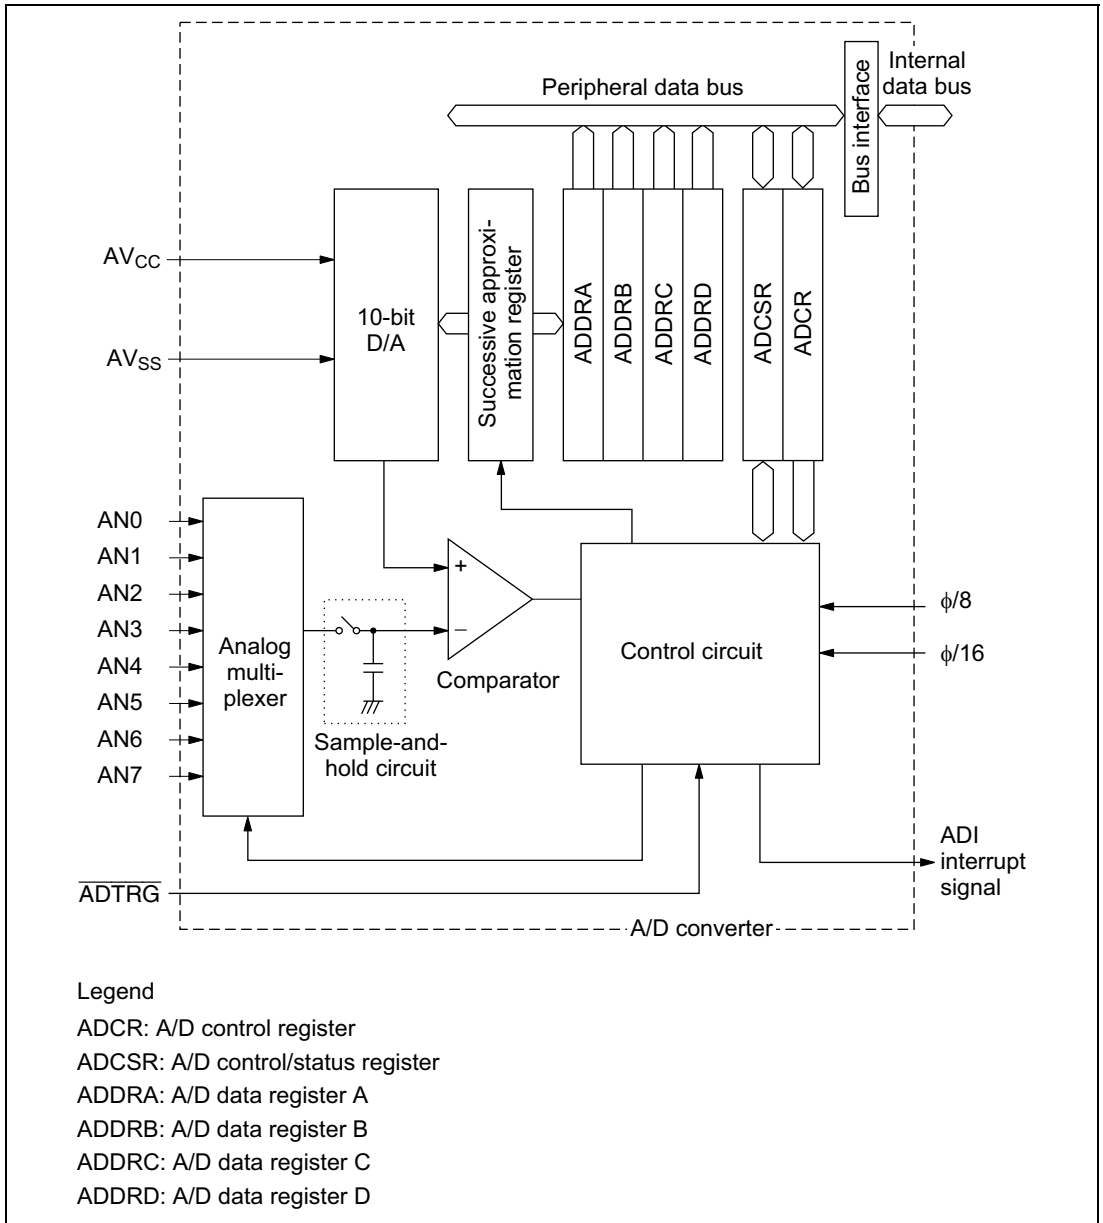 Internal
data bus
Peripheral data bus
Bus interface
AVCC
AVSS
10-bit
D/A
Successive approxi-
mation register
ADDRA
ADDRB
ADDRC
ADDRD
ADCSR
ADCR
AN0
AN1
AN2
AN3
AN4
AN5
AN6
AN7
Analog
multi-
plexer
Sample-and-
hold circuit
+
−
Comparator
Control circuit
ϕ/8
ϕ/16
ADI
interrupt
signal
ADTRG
A/D converter
Legend
ADCR: A/D control register
ADCSR: A/D control/status register
ADDRA: A/D data register A
ADDRB: A/D data register B
ADDRC: A/D data register C
ADDRD: A/D data register D